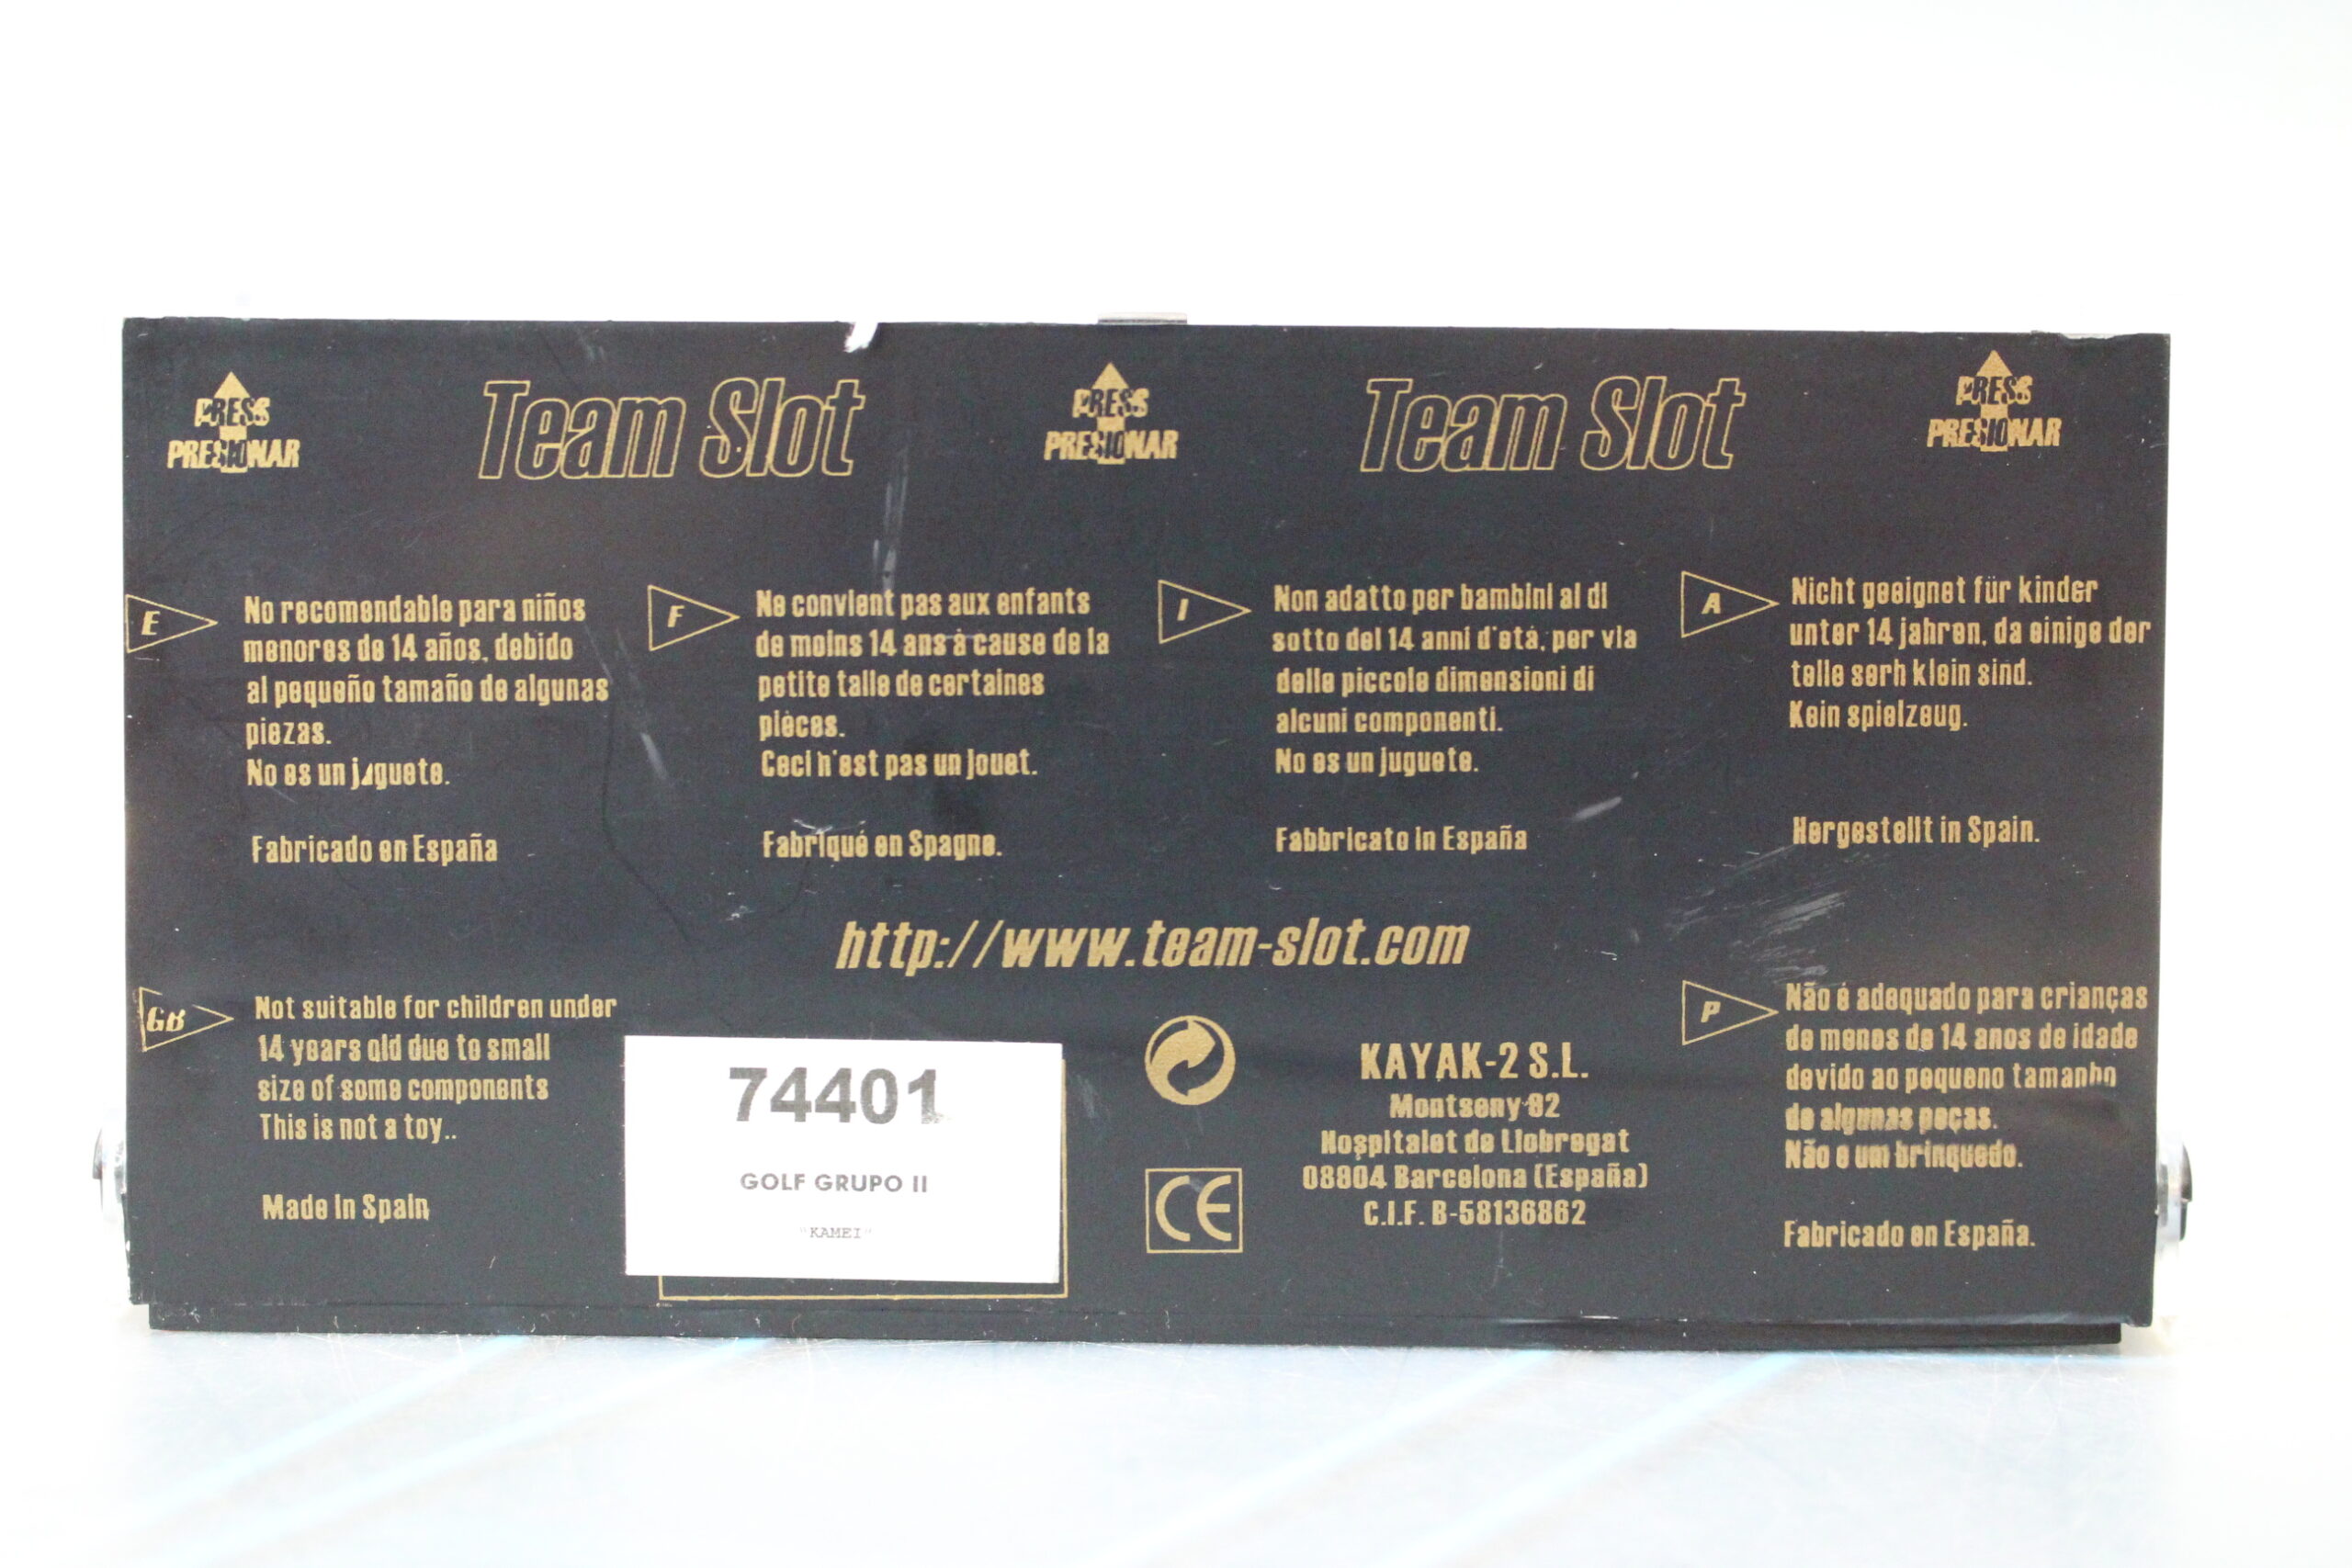 PRESS
PRESIONAR
Team Slot
PRESS
PRESIONAR
Team Slot
PRESS
PRESIONAR
E
No recomendable para niños
menores de 14 años, debido
al pequeño tamaño de algunas
piezas.
No es un juguete.
Fabricado en España
F
Ne convient pas aux enfants
de moins 14 ans à cause de la
petite talle de certaines
pièces.
Ceci n'est pas un jouet.
Fabriqué en Spagne.
I
Non adatto per bambini al di
sotto del 14 anni d'età, per via
delle piccole dimensioni di
alcuni componenti.
No es un juguete.
Fabbricato in España
A
Nicht geeignet für kinder
unter 14 jahren, da einige der
telle serh klein sind.
Kein spielzeug.
Hergestellt in Spain.
http://www.team-slot.com
GB
Not suitable for children under
14 years old due to small
size of some components
This is not a toy..
Made in Spain
74401
GOLF GRUPO II
"KAMEI"
CE
KAYAK-2 S.L.
Montseny 92
Hospitalet de Llobregat
08904 Barcelona (España)
C.I.F. B-58136862
P
Não é adequado para crianças
de menos de 14 anos de idade
devido ao pequeno tamanho
de algunas peças.
Não e um brinquedo.
Fabricado en España.